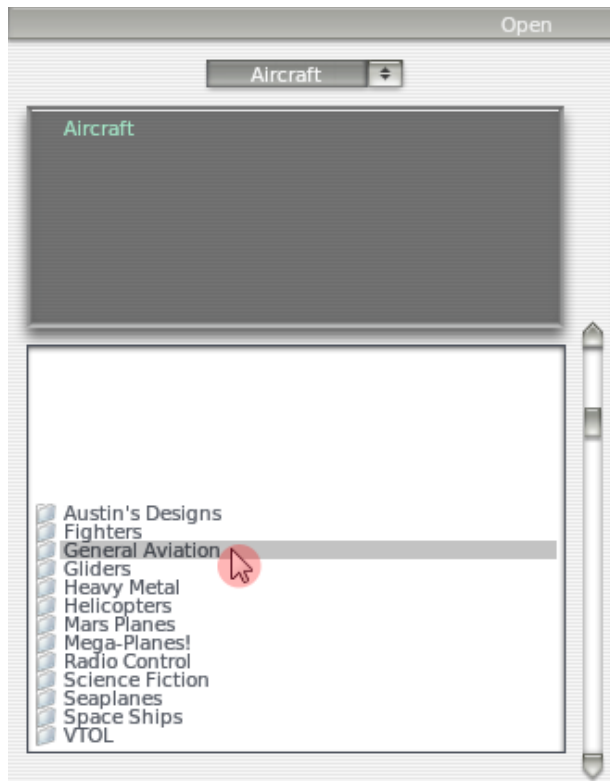 Open
Aircraft
Aircraft
Austin's Designs
Fighters
General Aviation
Gliders
Heavy Metal
Helicopters
Mars Planes
Mega-Planes!
Radio Control
Science Fiction
Seaplanes
Space Ships
VTOL